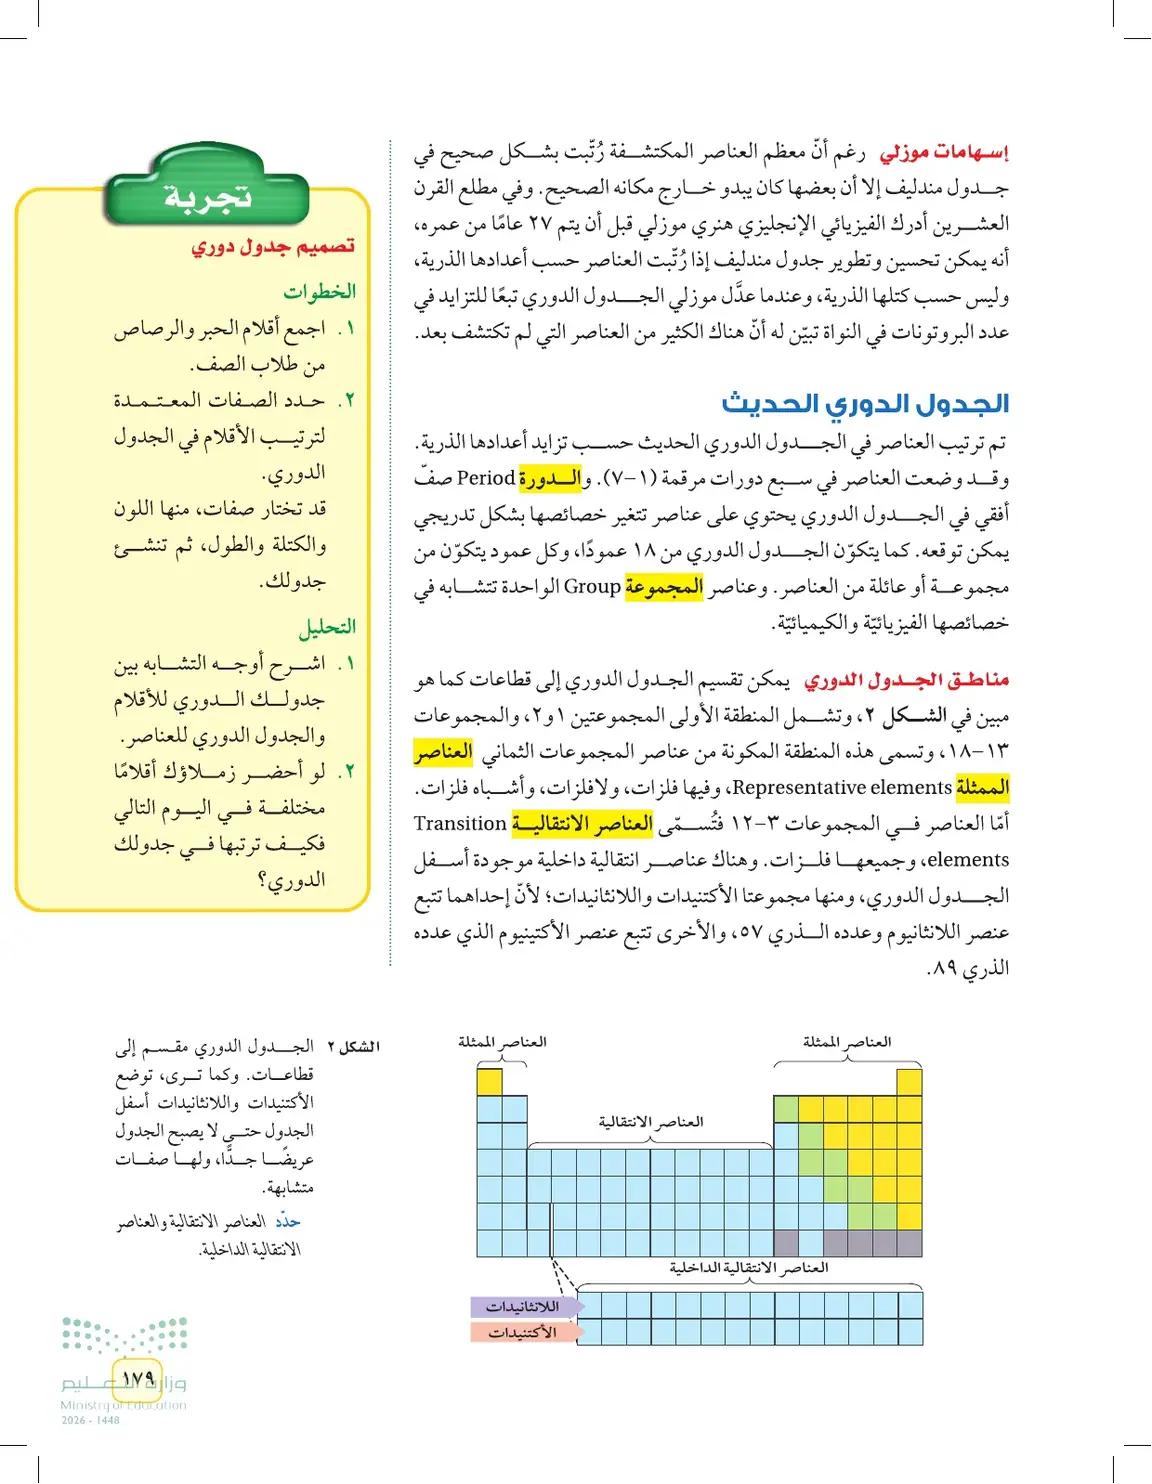 إسهامات موزلي رغم أنّ معظم العناصر المكتشفة رُتّبت بشكل صحيح في
جدول مندليف إلا أن بعضها كان يبدو خارج مكانه الصحيح. وفي مطلع القرن
العشرين أدرك الفيزيائي الإنجليزي هنري موزلي قبل أن يتم ٢٧ عامًا من عمره،
أنه يمكن تحسين وتطوير جدول مندليف إذا رُتّبت العناصر حسب أعدادها الذرية،
وليس حسب كتلها الذرية، وعندما عدَّل موزلي الجدول الدوري تبعًا للتزايد في
عدد البروتونات في النواة تبيّن له أنّ هناك الكثير من العناصر التي لم تكتشف بعد.
الجدول الدوري الحديث
تم ترتيب العناصر في الجدول الدوري الحديث حسب تزايد أعدادها الذرية.
وقد وضعت العناصر في سبع دورات مرقمة (١-٧). والدورة Period صفّ
أفقي في الجدول الدوري يحتوي على عناصر تتغير خصائصها بشكل تدريجي
يمكن توقعه. كما يتكوّن الجدول الدوري من ١٨ عمودًا، وكل عمود يتكوّن من
مجموعة أو عائلة من العناصر. وعناصر المجموعة Group الواحدة تتشابه في
خصائصها الفيزيائيّة والكيميائيّة.
مناطق الجدول الدوري يمكن تقسيم الجدول الدوري إلى قطاعات كما هو
مبين في الشكل ٢، وتشمل المنطقة الأولى المجموعتين ١و٢، والمجموعات
١٣-١٨، وتسمى هذه المنطقة المكونة من عناصر المجموعات الثماني العناصر
الممثلة Representative elements، وفيها فلزات، ولافلزات، وأشباه فلزات.
أمّا العناصر في المجموعات ٣-١٢ فتُسمّى العناصر الانتقالية Transition
elements، وجميعها فلزات. وهناك عناصر انتقالية داخلية موجودة أسفل
الجدول الدوري، ومنها مجموعتا الأكتنيدات واللانثانيدات؛ لأنّ إحداهما تتبع
عنصر اللانثانيوم وعدده الذري ٥٧، والأخرى تتبع عنصر الأكتينيوم الذي عدده
الذري ٨٩.
تجربة
تصميم جدول دوري
الخطوات
١. اجمع أقلام الحبر والرصاص
من طلاب الصف.
٢. حدد الصفات المعتمدة
لترتيب الأقلام في الجدول
الدوري.
قد تختار صفات، منها اللون
والكتلة والطول، ثم تنشئ
جدولك.
التحليل
١. اشرح أوجه التشابه بين
جدولك الدوري للأقلام
والجدول الدوري للعناصر.
٢. لو أحضر زملاؤك أقلامًا
مختلفة في اليوم التالي
فكيف ترتبها في جدولك
الدوري؟
العناصر الممثلة
العناصر الممثلة
العناصر الانتقالية
العناصر الانتقالية الداخلية
اللانثانيدات
الأكتنيدات
الشكل ٢ الجدول الدوري مقسم إلى
قطاعات. وكما ترى، توضع
الأكتنيدات واللانثانيدات أسفل
الجدول حتى لا يصبح الجدول
عريضًا جدًّا، ولها صفات
متشابهة.
حدّد العناصر الانتقالية والعناصر
الانتقالية الداخلية.
وزارة التعليم
١٧٩
Ministry of Education
2026 - 1448